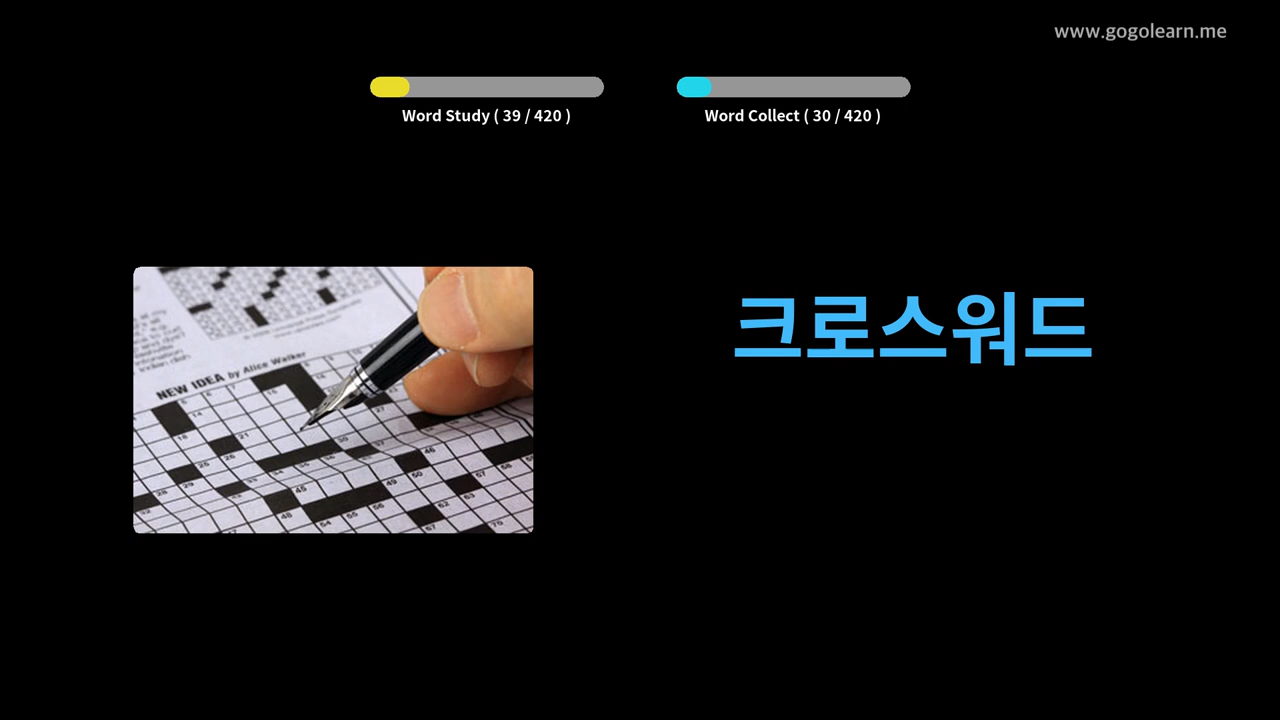 www.gogolearn.me
Word Study ( 39 / 420 )
Word Collect ( 30 / 420 )
크로스워드
NEW IDEA by Alice Walker